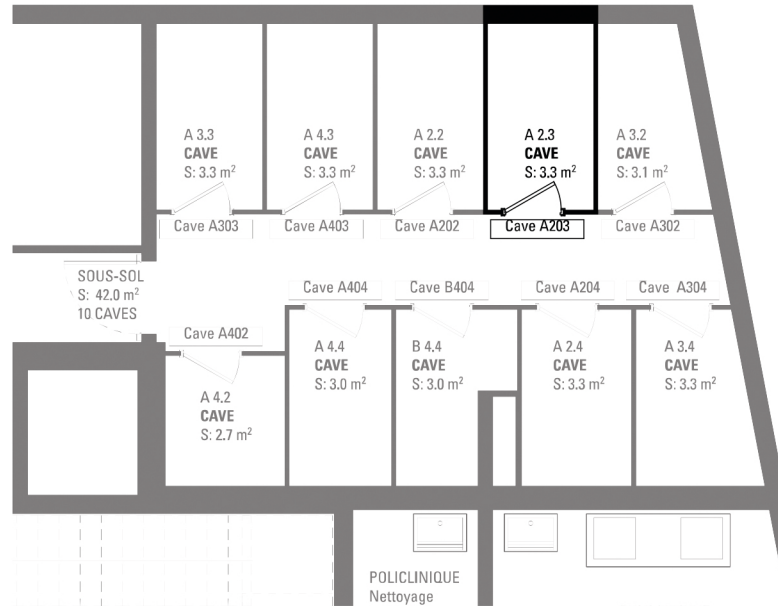 A 3.3
CAVE
S: 3.3 m²
A 4.3
CAVE
S: 3.3 m²
A 2.2
CAVE
S: 3.3 m²
A 2.3
CAVE
S: 3.3 m²
A 3.2
CAVE
S: 3.1 m²
Cave A303
Cave A403
Cave A202
Cave A203
Cave A302
SOUS-SOL
S: 42.0 m²
10 CAVES
Cave A402
Cave A404
Cave B404
Cave A204
Cave A304
A 4.2
CAVE
S: 2.7 m²
A 4.4
CAVE
S: 3.0 m²
B 4.4
CAVE
S: 3.0 m²
A 2.4
CAVE
S: 3.3 m²
A 3.4
CAVE
S: 3.3 m²
POLICLINIQUE
Nettoyage